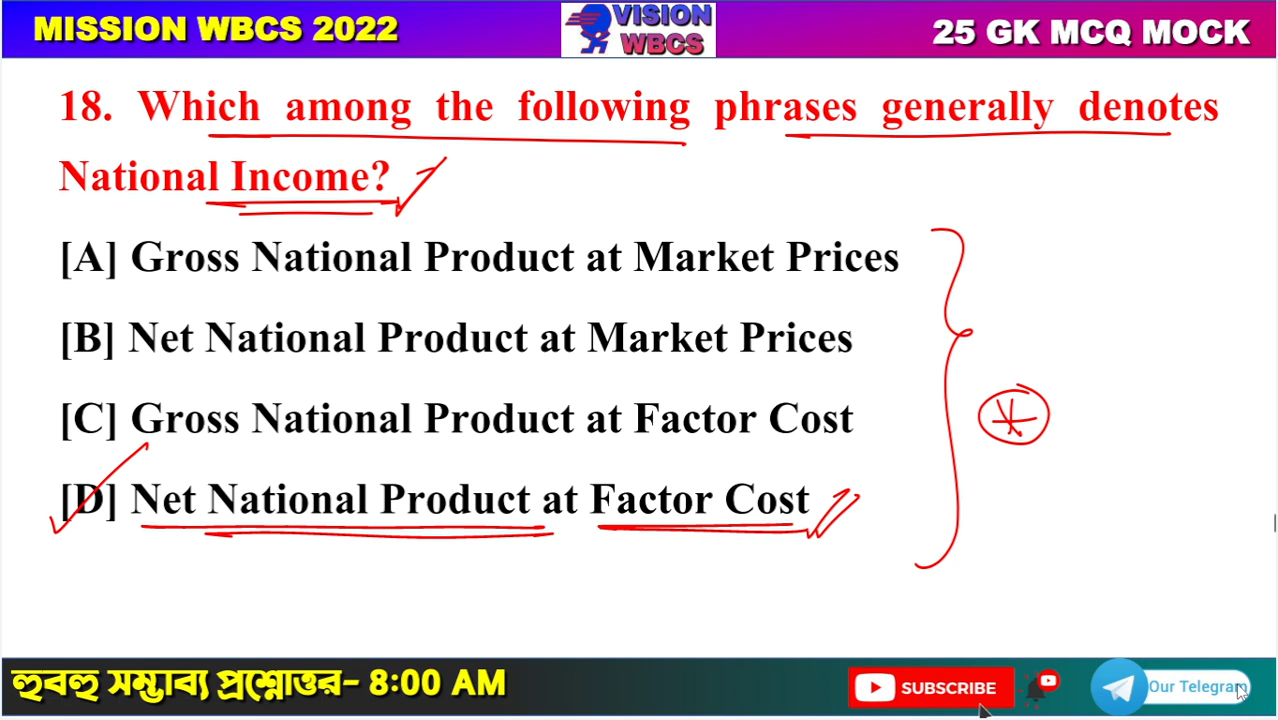 MISSION WBCS 2022
VISION
WBCS
25 GK MCQ MOCK
18. Which among the following phrases generally denotes
National Income?
[A] Gross National Product at Market Prices
[B] Net National Product at Market Prices
[C] Gross National Product at Factor Cost
[D] Net National Product at Factor Cost
হুবহু সম্ভাব্য প্রশ্নোত্তর- 8:00 AM
SUBSCRIBE
Our Telegram